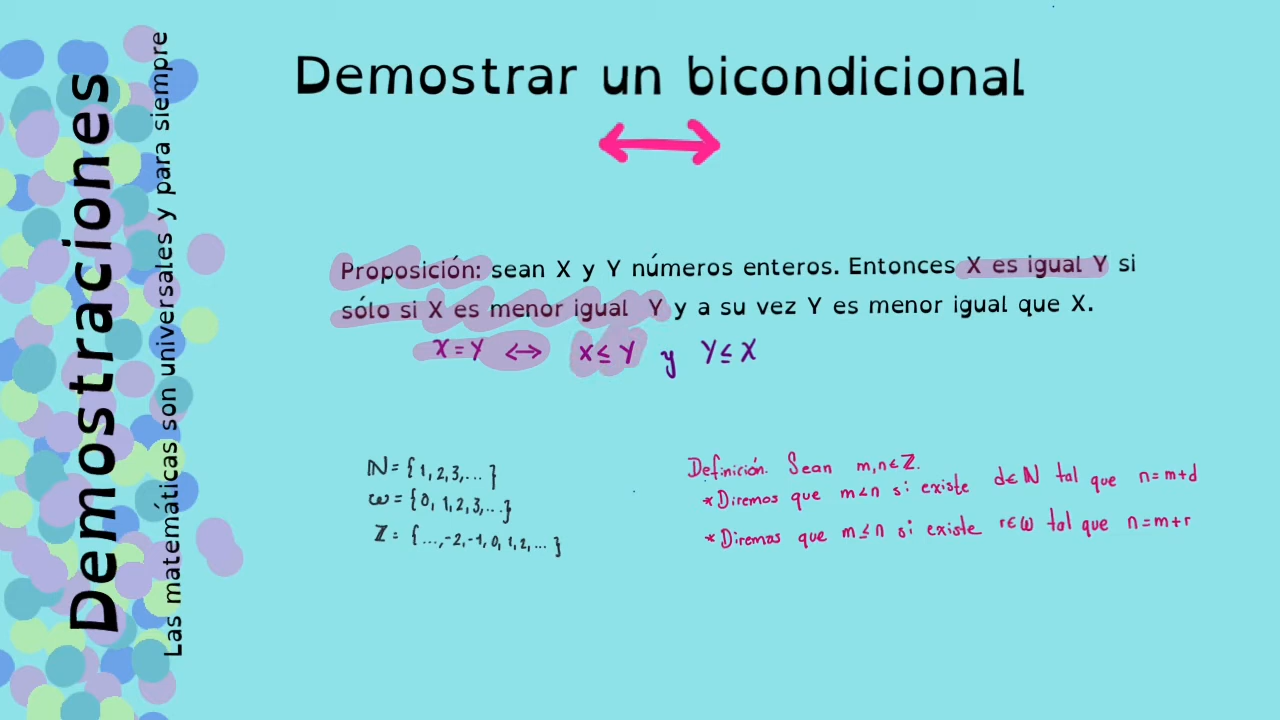 Demostraciones
Las matemáticas son universales y para siempre
Demostrar un bicondicional
Proposición: sean X y Y números enteros. Entonces X es igual Y si
sólo si X es menor igual Y y a su vez Y es menor igual que X.
X = Y ↔ X ≤ Y y Y ≤ X
ℕ = {1, 2, 3, ... }
ω = {0, 1, 2, 3, ...}
ℤ = {..., -2, -1, 0, 1, 2, ... }
Definición. Sean m, n ∈ ℤ.
* Diremos que m < n si existe d ∈ ℕ tal que n = m + d
* Diremos que m ≤ n si existe r ∈ ω tal que n = m + r